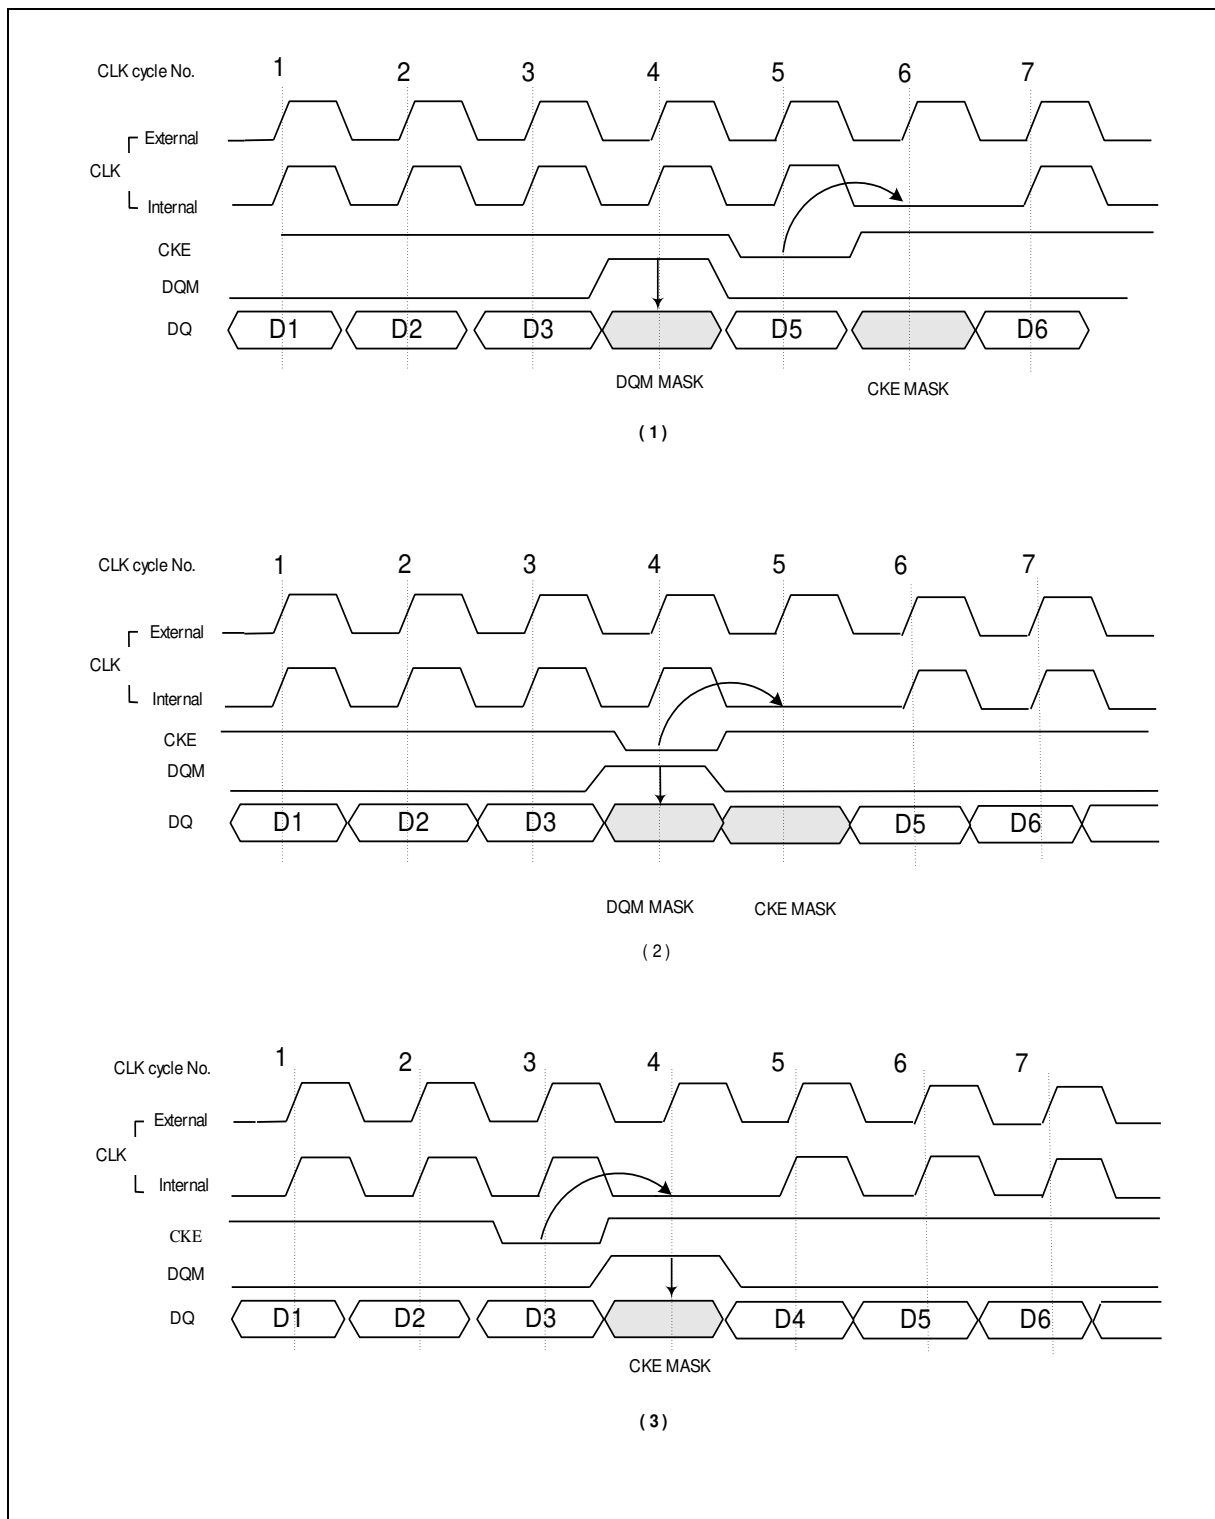 CLK cycle No. 1 2 3 4 5 6 7
External
CLK
Internal
CKE
DQM
DQ D1 D2 D3 D5 D6
DQM MASK CKE MASK
( 1 )
CLK cycle No. 1 2 3 4 5 6 7
External
CLK
Internal
CKE
DQM
DQ D1 D2 D3 D5 D6
DQM MASK CKE MASK
( 2 )
CLK cycle No. 1 2 3 4 5 6 7
External
CLK
Internal
CKE
DQM
DQ D1 D2 D3 D4 D5 D6
CKE MASK
( 3 )